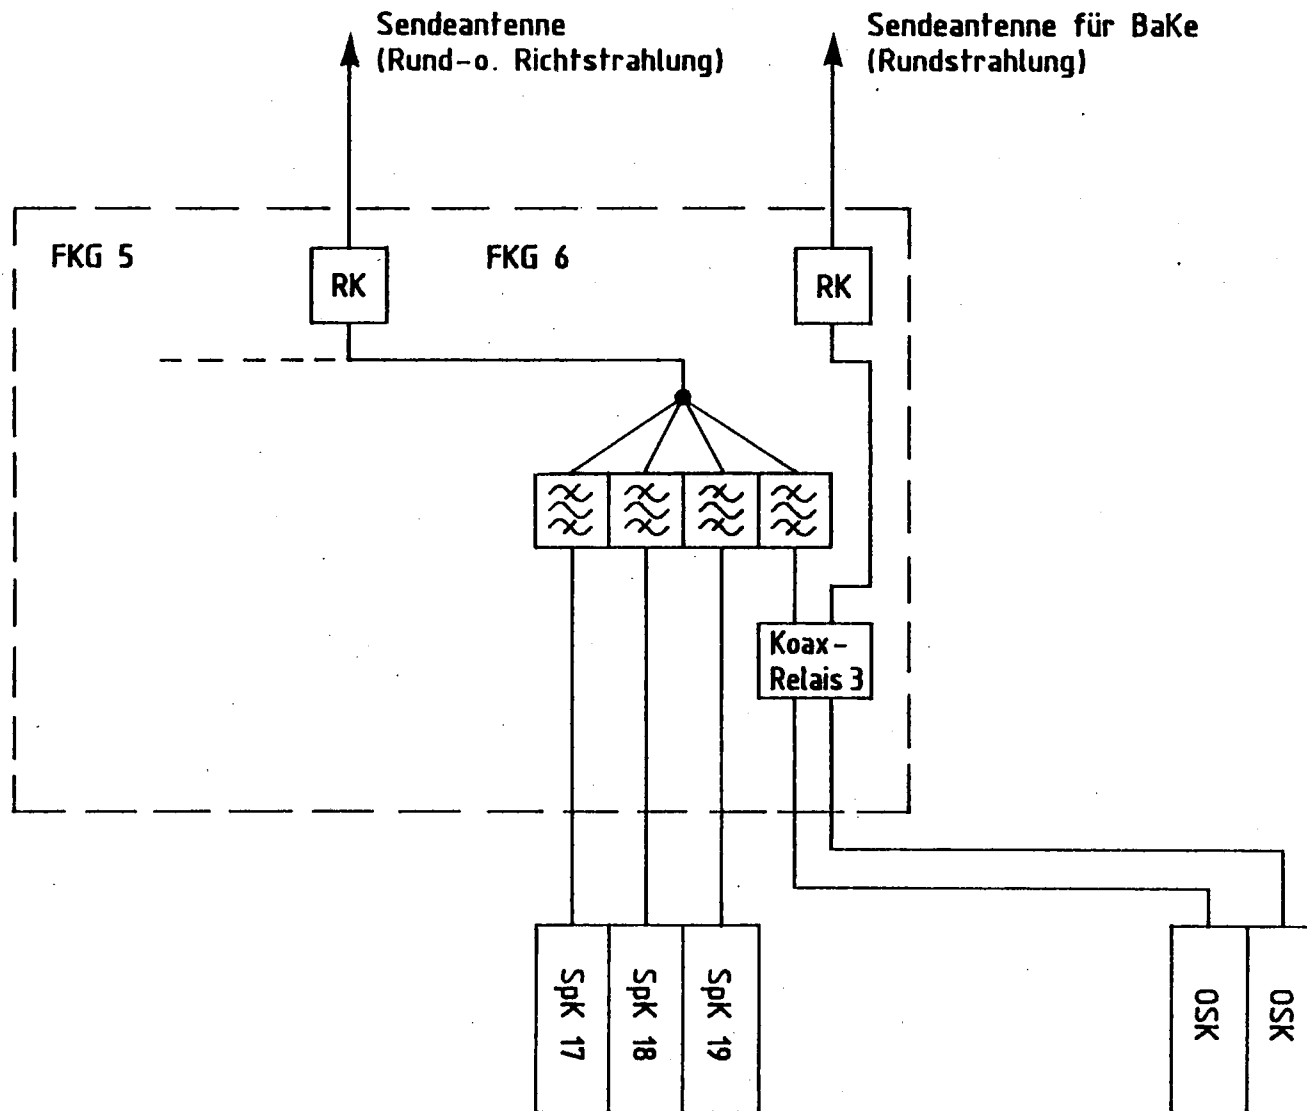 Sendeantenne
(Rund-o. Richtstrahlung)
Sendeantenne für BaKe
(Rundstrahlung)
FKG 5
FKG 6
RK
RK
Koax-
Relais 3
SpK 17
SpK 18
SpK 19
OSK
OSK